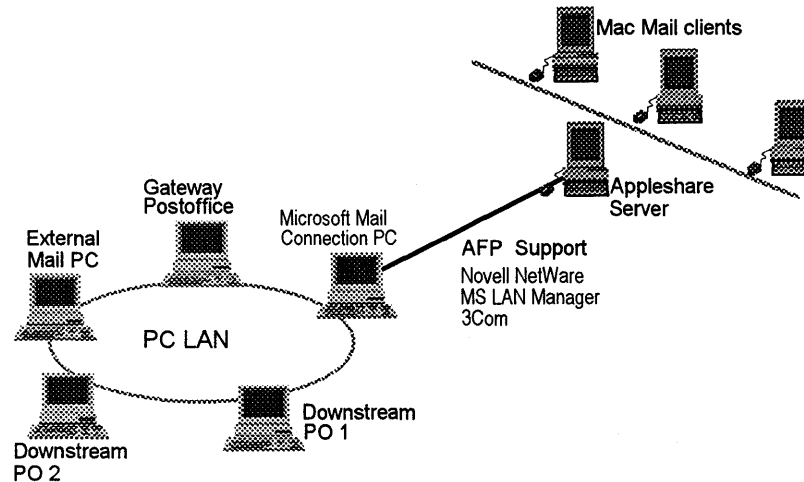 Mac Mail clients
Appleshare
Server
Gateway
Postoffice
Microsoft Mail
Connection PC
External
Mail PC
AFP Support
Novell NetWare
MS LAN Manager
3Com
PC LAN
Downstream
PO 1
Downstream
PO 2